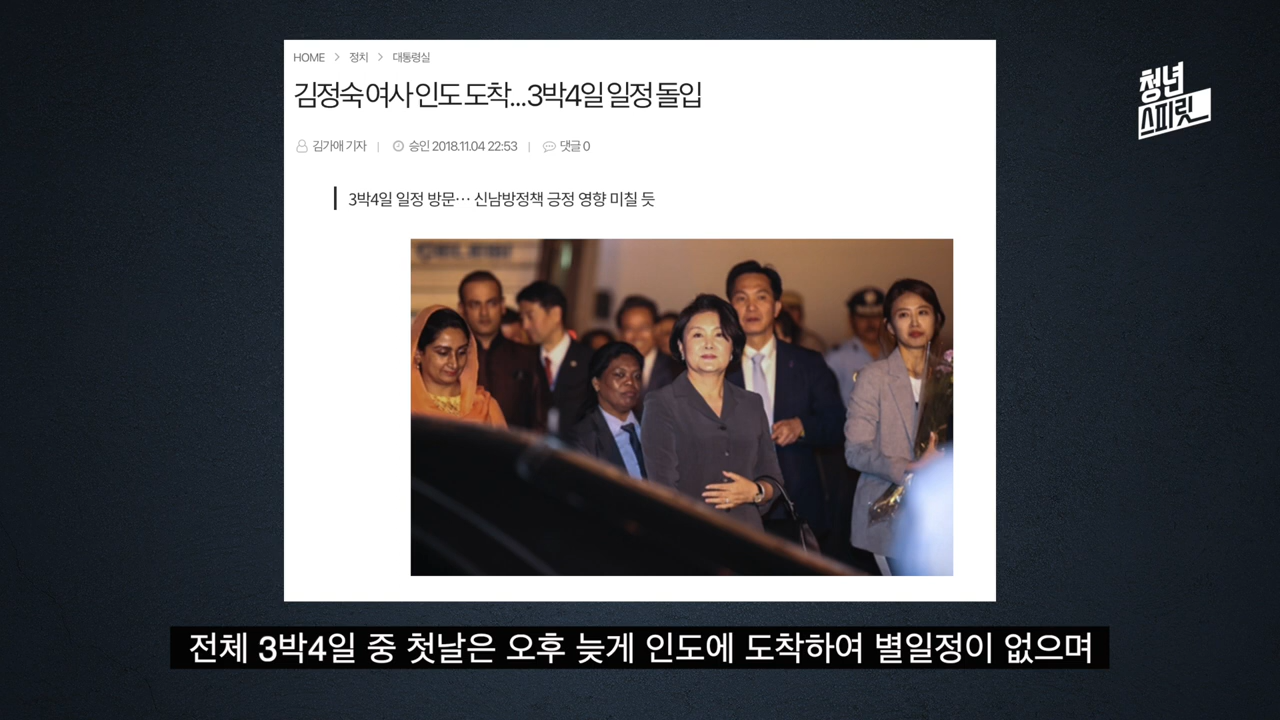 HOME > 정치 > 대통령실
청년
스피릿
김정숙 여사 인도 도착...3박4일 일정 돌입
김가애 기자 | 승인 2018.11.04 22:53 | 댓글 0
3박4일 일정 방문… 신남방정책 긍정 영향 미칠 듯
전체 3박4일 중 첫날은 오후 늦게 인도에 도착하여 별일정이 없으며